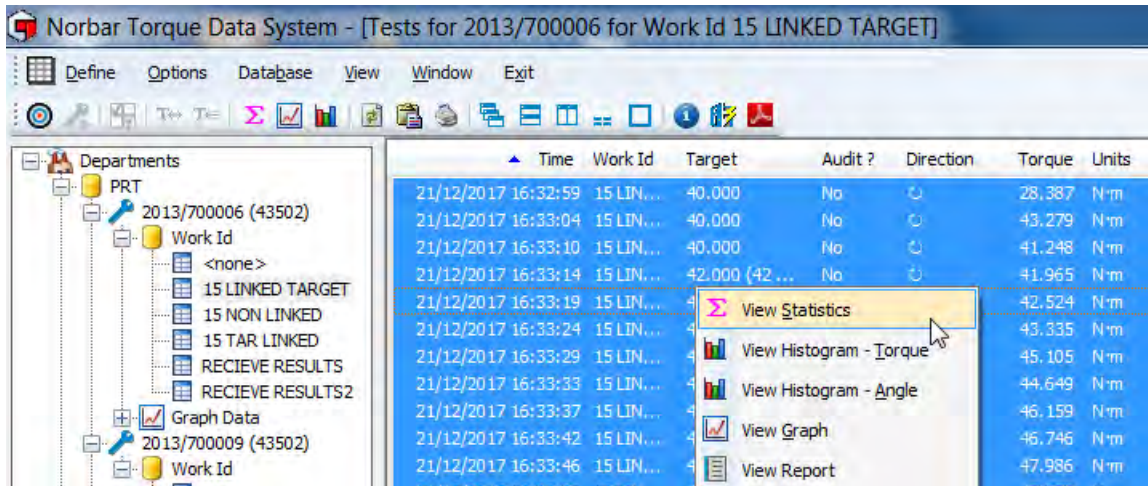 Norbar Torque Data System - [Tests for 2013/700006 for Work Id 15 LINKED TARGET]
Define Options Database View Window Exit
Departments
PRT
2013/700006 (43502)
Work Id
<none>
15 LINKED TARGET
15 NON LINKED
15 TAR LINKED
RECIEVE RESULTS
RECIEVE RESULTS2
Graph Data
2013/700009 (43502)
Work Id
Time Work Id Target Audit ? Direction Torque Units
21/12/2017 16:32:59 15 LIN... 40.000 No 28.387 N·m
21/12/2017 16:33:04 15 LIN... 40.000 No 43.279 N·m
21/12/2017 16:33:10 15 LIN... 40.000 No 41.248 N·m
21/12/2017 16:33:14 15 LIN... 42.000 (42 ... No 41.965 N·m
21/12/2017 16:33:19 15 LIN... 4 42.524 N·m
21/12/2017 16:33:24 15 LIN... 4 43.335 N·m
21/12/2017 16:33:29 15 LIN... 4 45.105 N·m
21/12/2017 16:33:33 15 LIN... 4 44.649 N·m
21/12/2017 16:33:37 15 LIN... 4 46.159 N·m
21/12/2017 16:33:42 15 LIN... 4 46.746 N·m
21/12/2017 16:33:46 15 LIN... 4 47.986 N·m
View Statistics
View Histogram - Torque
View Histogram - Angle
View Graph
View Report